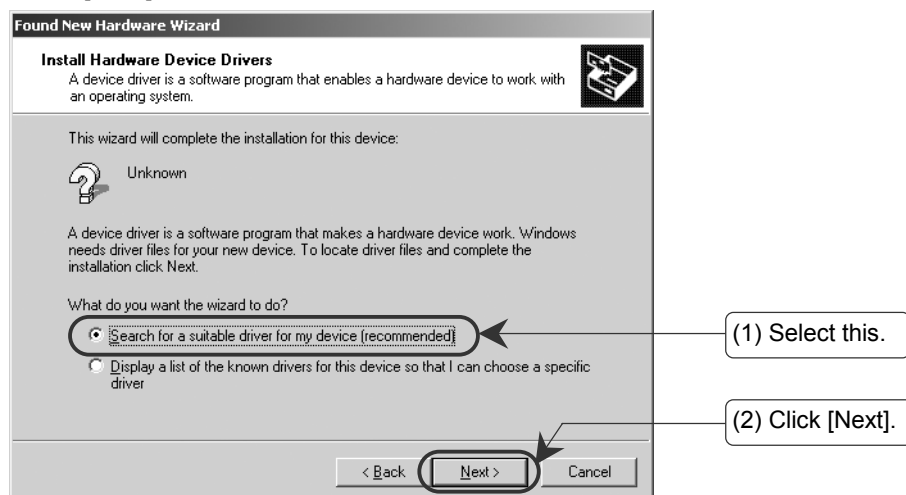 Found New Hardware Wizard
Install Hardware Device Drivers
A device driver is a software program that enables a hardware device to work with
an operating system.
This wizard will complete the installation for this device:
Unknown
A device driver is a software program that makes a hardware device work. Windows
needs driver files for your new device. To locate driver files and complete the
installation click Next.
What do you want the wizard to do?
Search for a suitable driver for my device (recommended)
(1) Select this.
Display a list of the known drivers for this device so that I can choose a specific
driver
(2) Click [Next].
< Back
Next >
Cancel